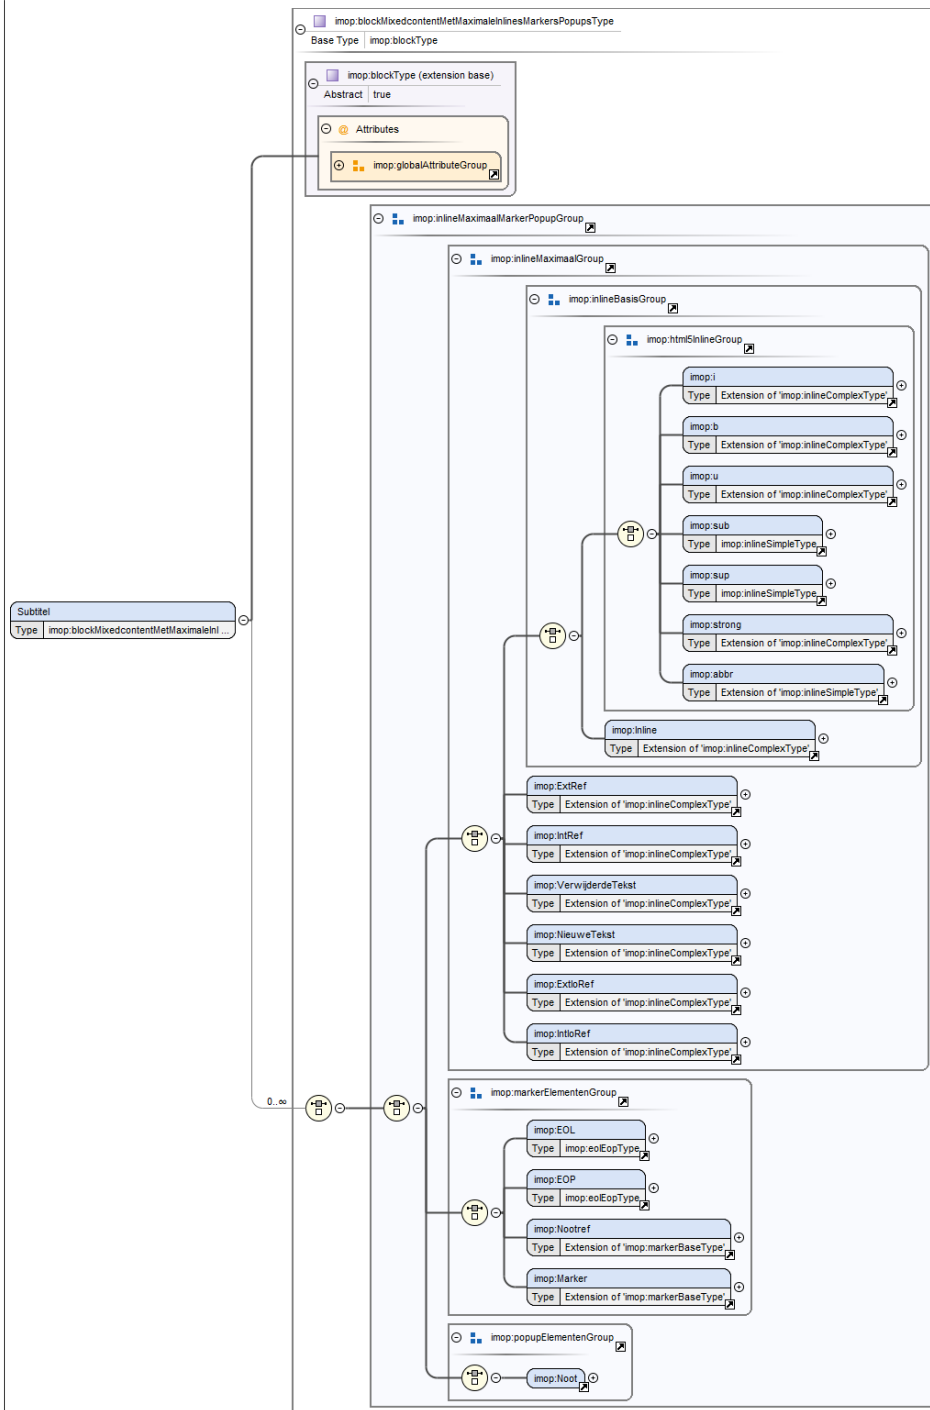 imop:blockMixedcontentMetMaximaleInlinesMarkersPopupsType
Base Type imop:blockType
imop:blockType (extension base)
Abstract true
@ Attributes
imop:globalAttributeGroup
imop:inlineMaximaalMarkerPopupGroup
imop:inlineMaximaalGroup
imop:inlineBasisGroup
imop:html5InlineGroup
imop:i
Type Extension of 'imop:inlineComplexType'
imop:b
Type Extension of 'imop:inlineComplexType'
imop:u
Type Extension of 'imop:inlineComplexType'
imop:sub
Type imop:inlineSimpleType
imop:sup
Type imop:inlineSimpleType
Subtitel
Type imop:blockMixedcontentMetMaximaleInl ...
imop:strong
Type Extension of 'imop:inlineComplexType'
imop:abbr
Type Extension of 'imop:inlineSimpleType'
imop:Inline
Type Extension of 'imop:inlineComplexType'
imop:ExtRef
Type Extension of 'imop:inlineComplexType'
imop:IntRef
Type Extension of 'imop:inlineComplexType'
imop:VerwijderdeTekst
Type Extension of 'imop:inlineComplexType'
imop:NieuweTekst
Type Extension of 'imop:inlineComplexType'
imop:ExtIoRef
Type Extension of 'imop:inlineComplexType'
imop:IntIoRef
Type Extension of 'imop:inlineComplexType'
imop:markerElementenGroup
0..∞
imop:EOL
Type imop:eolEopType
imop:EOP
Type imop:eolEopType
imop:Nootref
Type Extension of 'imop:markerBaseType'
imop:Marker
Type Extension of 'imop:markerBaseType'
imop:popupElementenGroup
imop:Noot